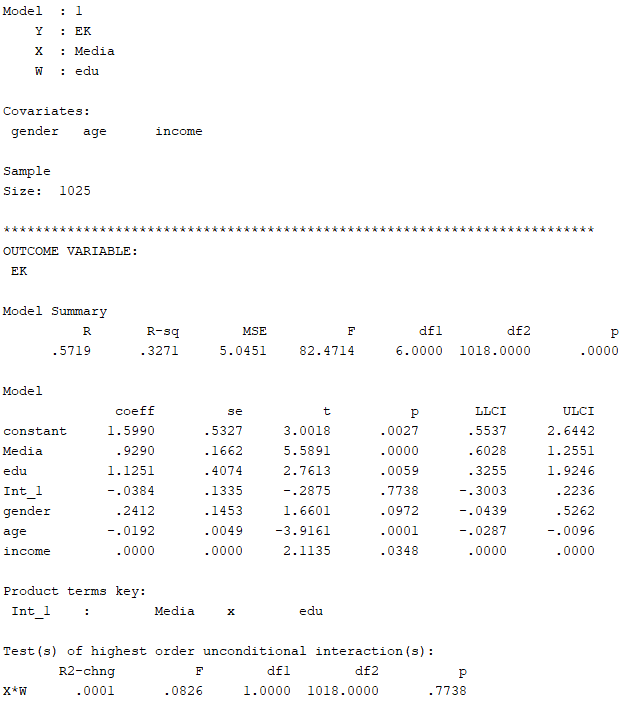 Model : 1
Y : EK
X : Media
W : edu
Covariates:
gender age income
Sample
Size: 1025
**************************************************************************
OUTCOME VARIABLE:
EK
Model Summary
R R-sq MSE F df1 df2 p
.5719 .3271 5.0451 82.4714 6.0000 1018.0000 .0000
Model
coeff se t p LLCI ULCI
constant 1.5990 .5327 3.0018 .0027 .5537 2.6442
Media .9290 .1662 5.5891 .0000 .6028 1.2551
edu 1.1251 .4074 2.7613 .0059 .3255 1.9246
Int_1 -.0384 .1335 -.2875 .7738 -.3003 .2236
gender .2412 .1453 1.6601 .0972 -.0439 .5262
age -.0192 .0049 -3.9161 .0001 -.0287 -.0096
income .0000 .0000 2.1135 .0348 .0000 .0000
Product terms key:
Int_1 : Media x edu
Test(s) of highest order unconditional interaction(s):
R2-chng F df1 df2 p
X*W .0001 .0826 1.0000 1018.0000 .7738